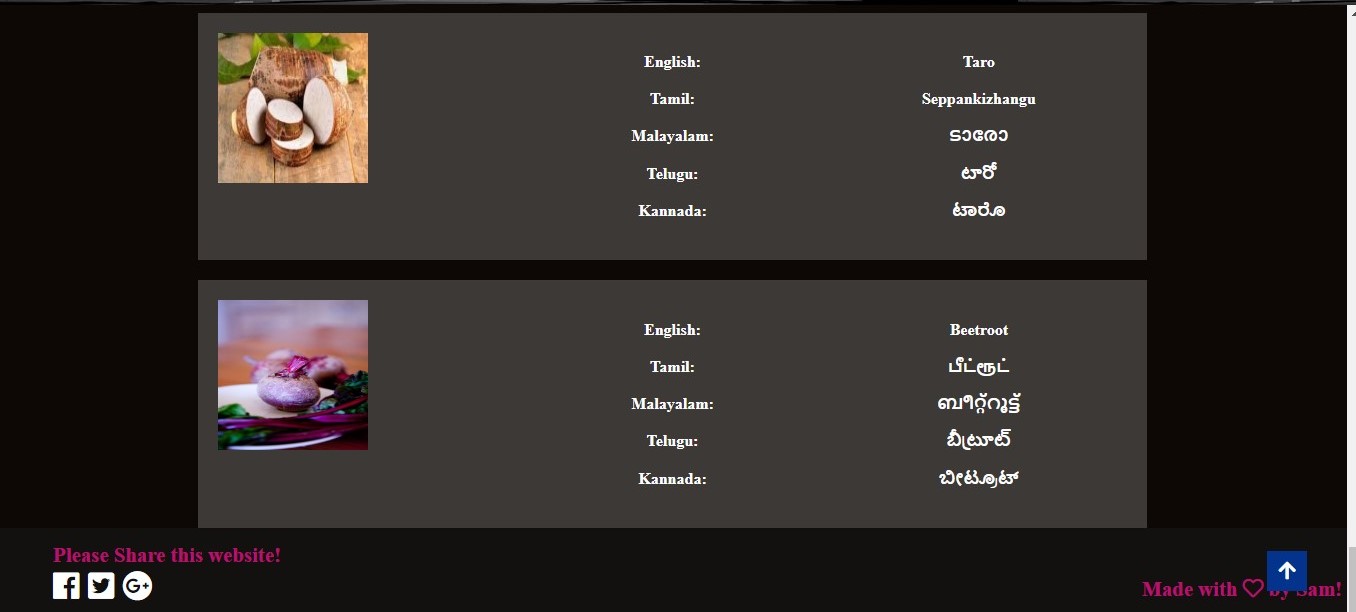 English: Taro
Tamil: Seppankizhangu
Malayalam: ടാരോ
Telugu: టారో
Kannada: ಟಾರೊ
English: Beetroot
Tamil: பீட்ரூட்
Malayalam: ബീറ്റ്റൂട്ട്
Telugu: బీట్రూట్
Kannada: ಬೀಟ್ರೂಟ್
Please Share this website!
Made with by Sam!